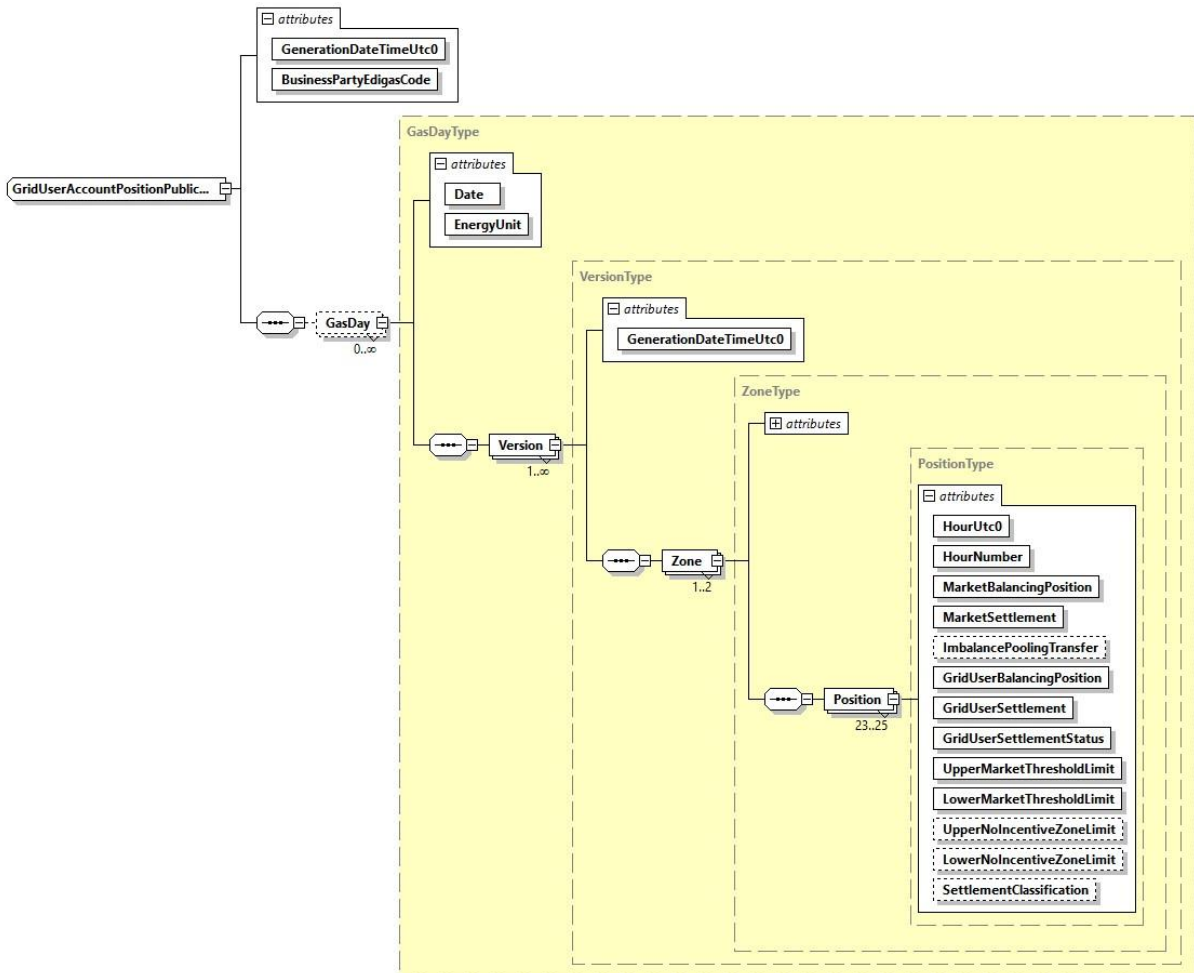 attributes
GenerationDateTimeUtc0
BusinessPartyEdigasCode
GasDayType
attributes
Date
EnergyUnit
GridUserAccountPositionPublic...
GasDay
0..∞
VersionType
attributes
GenerationDateTimeUtc0
Version
1..∞
ZoneType
attributes
Zone
1..2
PositionType
attributes
HourUtc0
HourNumber
MarketBalancingPosition
MarketSettlement
ImbalancePoolingTransfer
GridUserBalancingPosition
GridUserSettlement
GridUserSettlementStatus
UpperMarketThresholdLimit
LowerMarketThresholdLimit
UpperNoIncentiveZoneLimit
LowerNoIncentiveZoneLimit
SettlementClassification
Position
23..25